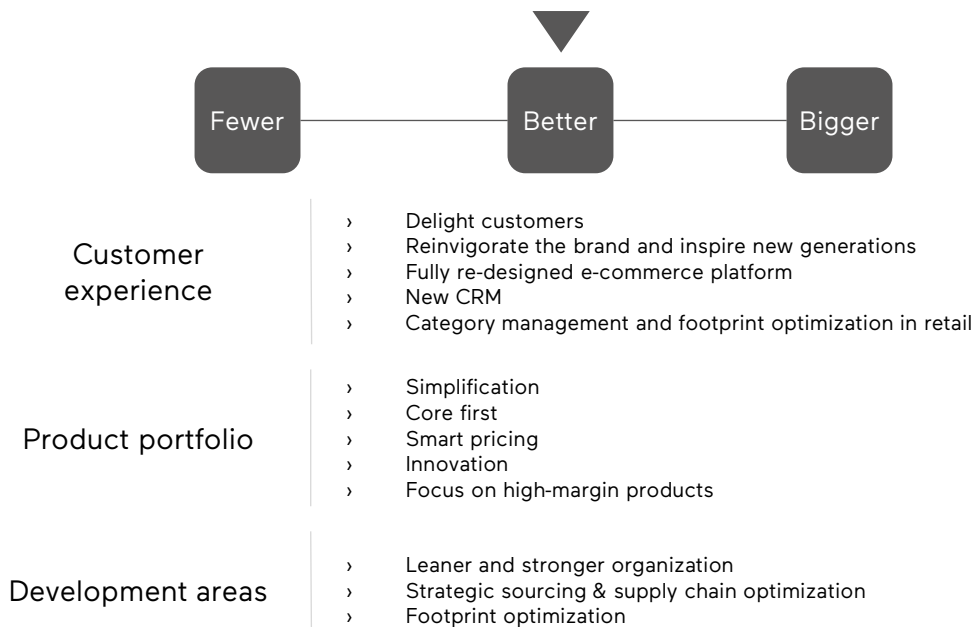 Fewer
Better
Bigger
Customer
experience
› Delight customers
› Reinvigorate the brand and inspire new generations
› Fully re-designed e-commerce platform
› New CRM
› Category management and footprint optimization in retail
Product portfolio
› Simplification
› Core first
› Smart pricing
› Innovation
› Focus on high-margin products
Development areas
› Leaner and stronger organization
› Strategic sourcing & supply chain optimization
› Footprint optimization